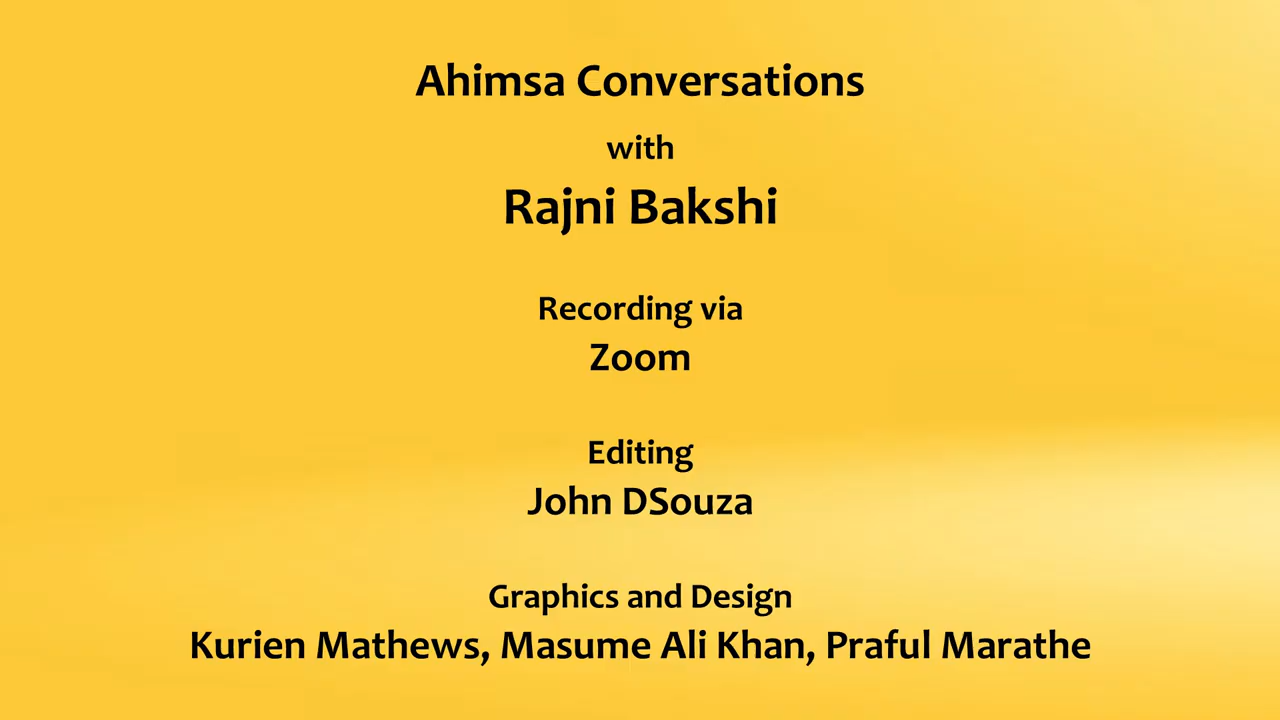 Ahimsa Conversations
with
Rajni Bakshi
Recording via
Zoom
Editing
John DSouza
Graphics and Design
Kurien Mathews, Masume Ali Khan, Praful Marathe